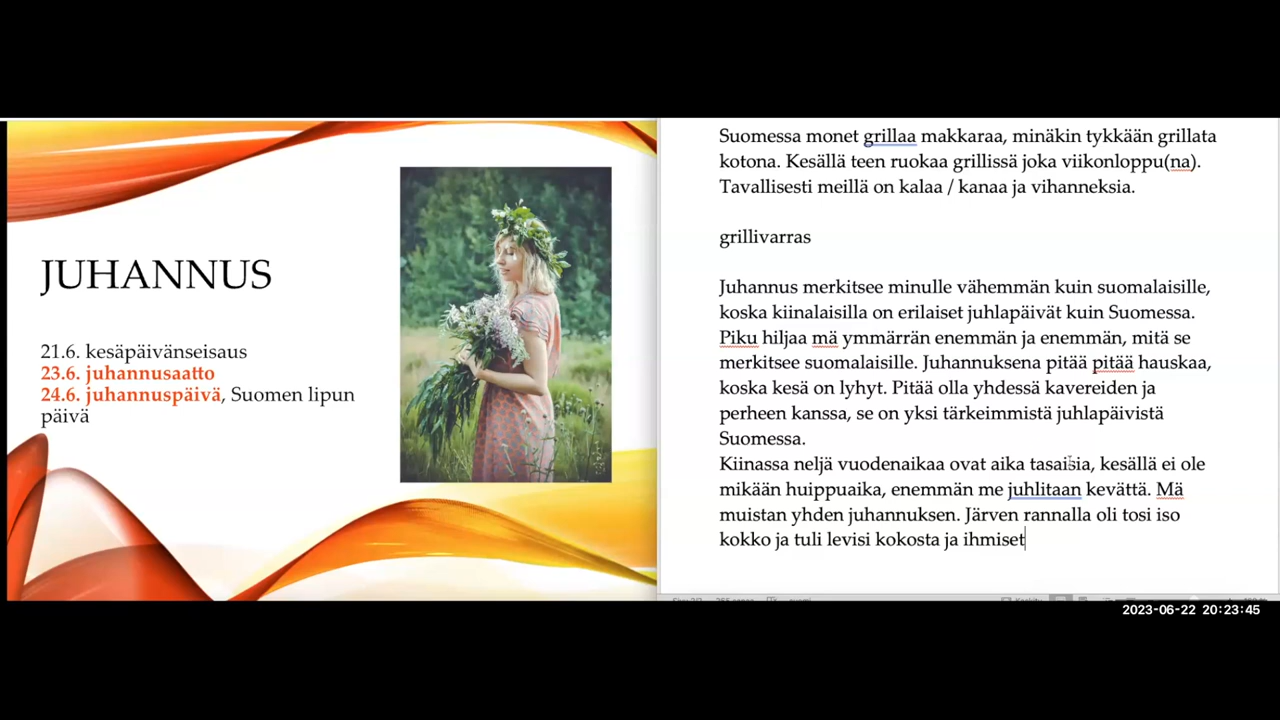 JUHANNUS
21.6. kesäpäivänseisaus
23.6. juhannusaatto
24.6. juhannuspäivä, Suomen lipun
päivä
Suomessa monet grillaa makkaraa, minäkin tykkään grillata
kotona. Kesällä teen ruokaa grillissä joka viikonloppu(na).
Tavallisesti meillä on kalaa / kanaa ja vihanneksia.
grillivarras
Juhannus merkitsee minulle vähemmän kuin suomalaisille,
koska kiinalaisilla on erilaiset juhlapäivät kuin Suomessa.
Piku hiljaa mä ymmärrän enemmän ja enemmän, mitä se
merkitsee suomalaisille. Juhannuksena pitää pitää hauskaa,
koska kesä on lyhyt. Pitää olla yhdessä kavereiden ja
perheen kanssa, se on yksi tärkeimmistä juhlapäivistä
Suomessa.
Kiinassa neljä vuodenaikaa ovat aika tasaisia, kesällä ei ole
mikään huippuaika, enemmän me juhlitaan kevättä. Mä
muistan yhden juhannuksen. Järven rannalla oli tosi iso
kokko ja tuli levisi kokosta ja ihmiset
2023-06-22 20:23:45